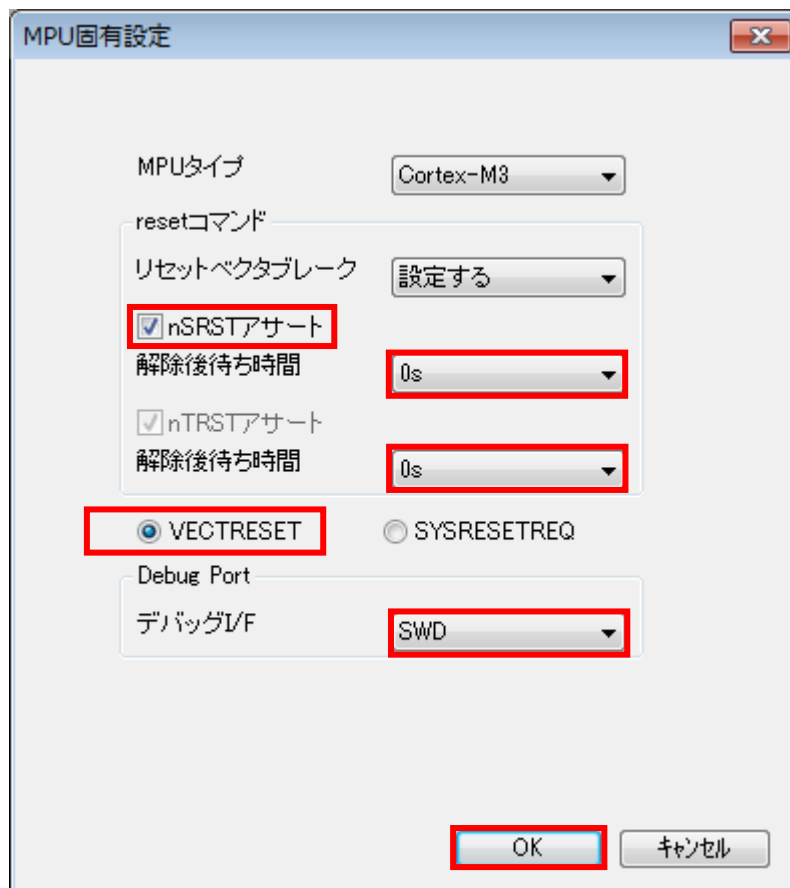 MPU固有設定
MPUタイプ
Cortex-M3
resetコマンド
リセットベクタブレーク
設定する
nSRSTアサート
解除後待ち時間
0s
nTRSTアサート
解除後待ち時間
0s
VECTRESET
SYSRESETREQ
Debug Port
デバッグI/F
SWD
OK
キャンセル